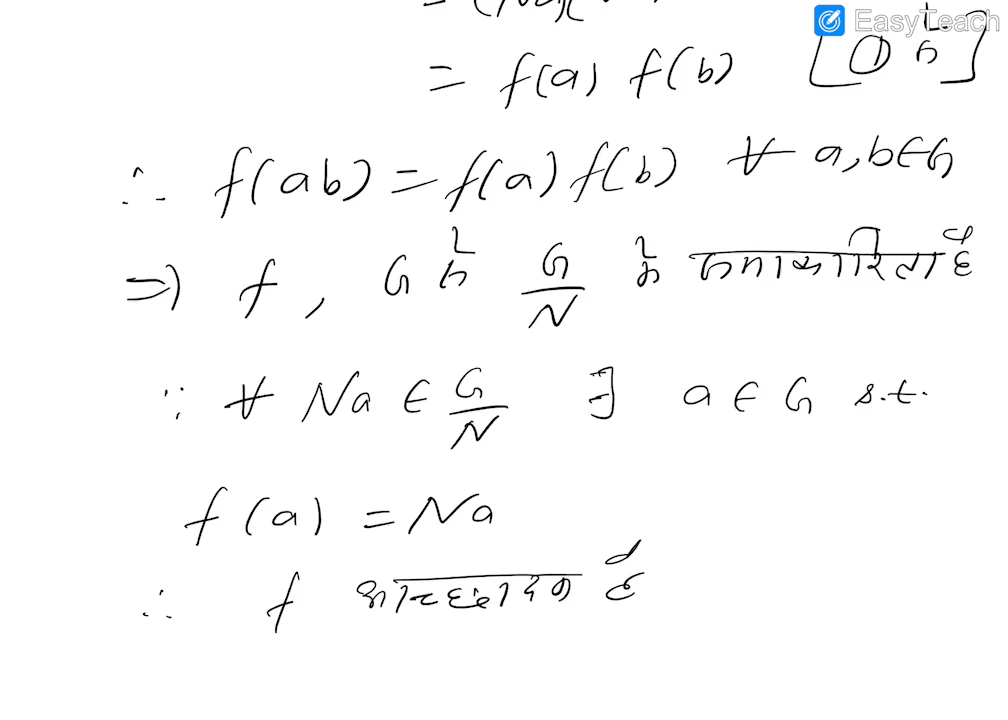 EasyTeach
= f(a) f(b) [① से]
∴ f(ab) = f(a) f(b) ∀ a, b ∈ G
⇒ f, G से G/N में समाकारिता है
∵ ∀ Na ∈ G/N ∃ a ∈ G s.t.
f(a) = Na
∴ f आच्छादक है